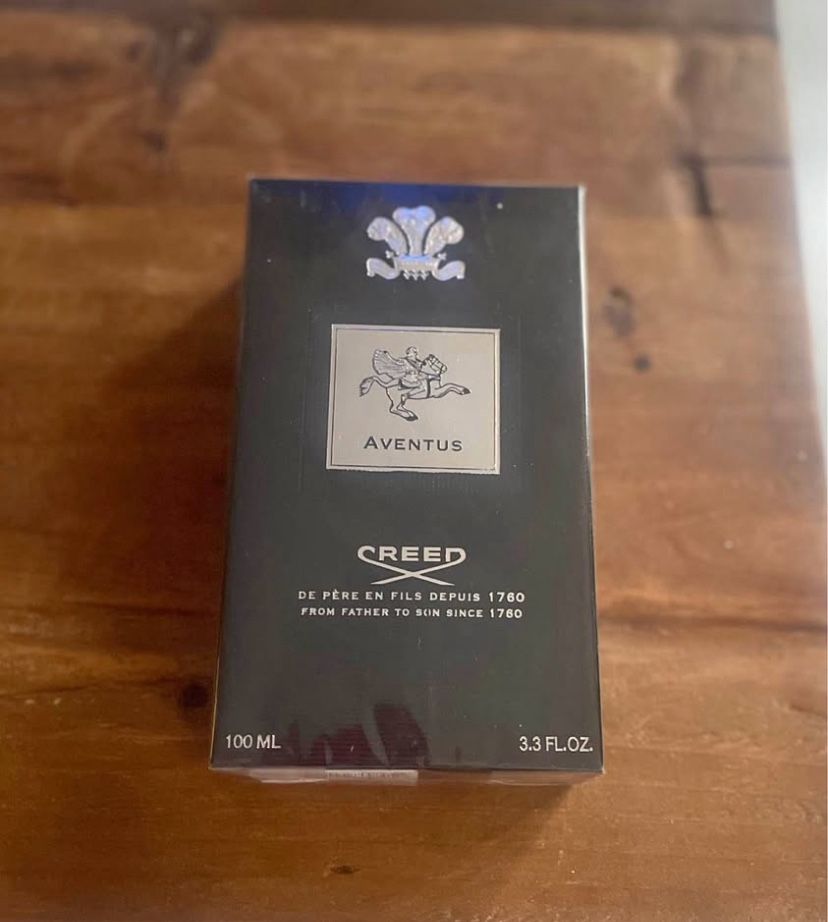 AVENTUS
CREED
DE PÈRE EN FILS DEPUIS 1760
FROM FATHER TO SON SINCE 1760
100 ML
3.3 FL.OZ.